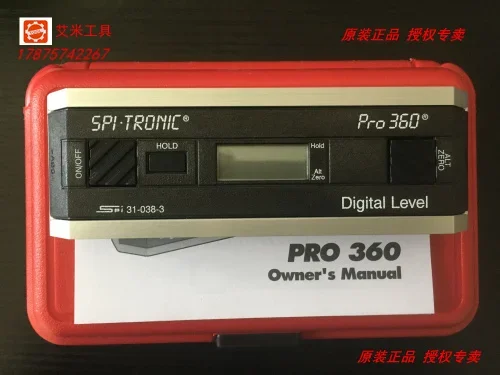 艾米工具
17875742267
原装正品 授权专卖
SPI-TRONIC® Pro 360®
ON/OFF
HOLD
Hold
Alt
Zero
ALT
ZERO
SPI 31-038-3
Digital Level
PRO 360
Owner's Manual
原装正品 授权专卖